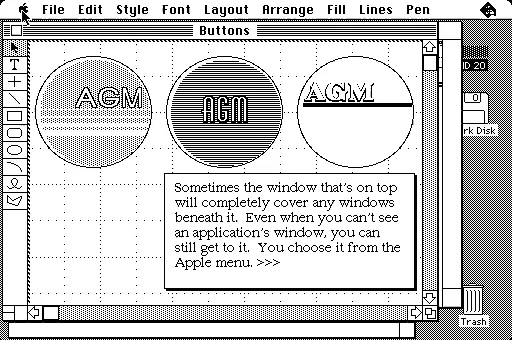 File Edit Style Font Layout Arrange Fill Lines Pen
Buttons
T
AGM
AGM
AGM
D 20
rk Disk
Sometimes the window that's on top
will completely cover any windows
beneath it. Even when you can't see
an application's window, you can
still get to it. You choose it from the
Apple menu. >>>
Trash